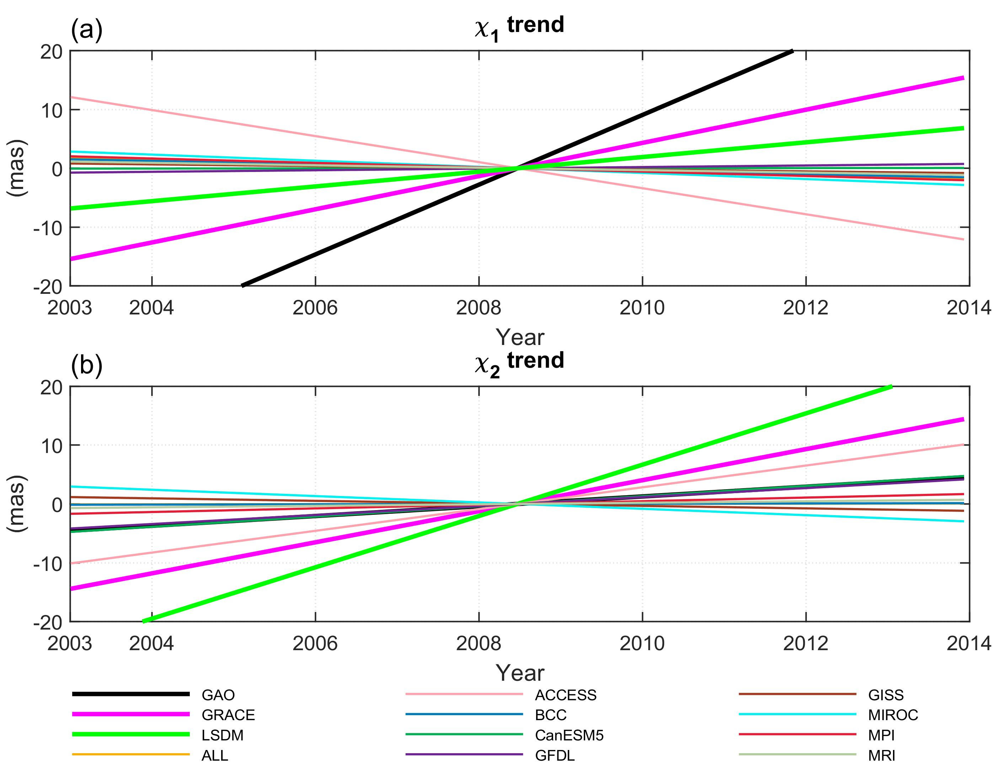 (a)
χ1 trend
20
10
0
-10
-20
(mas)
2003 2004 2006 2008 2010 2012 2014
Year
(b)
χ2 trend
20
10
0
-10
-20
(mas)
2003 2004 2006 2008 2010 2012 2014
Year
GAO ACCESS GISS
GRACE BCC MIROC
LSDM CanESM5 MPI
ALL GFDL MRI